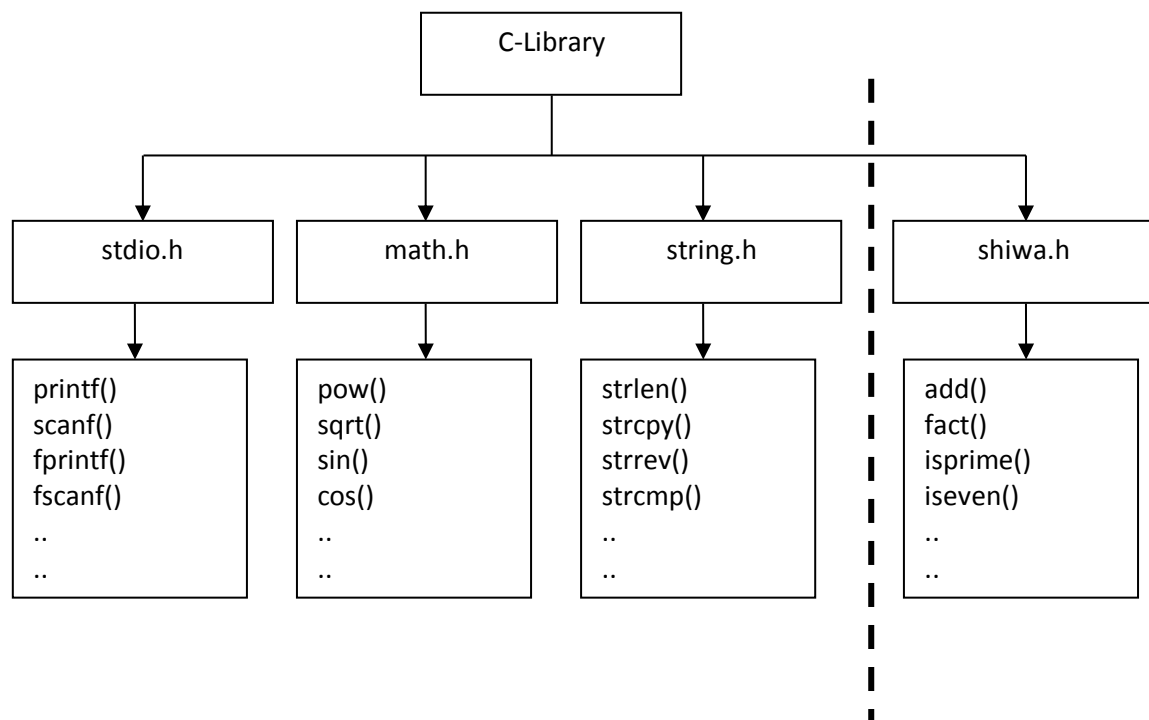 C-Library
stdio.h
math.h
string.h
shiwa.h
printf()
scanf()
fprintf()
fscanf()
..
..
pow()
sqrt()
sin()
cos()
..
..
strlen()
strcpy()
strrev()
strcmp()
..
..
add()
fact()
isprime()
iseven()
..
..